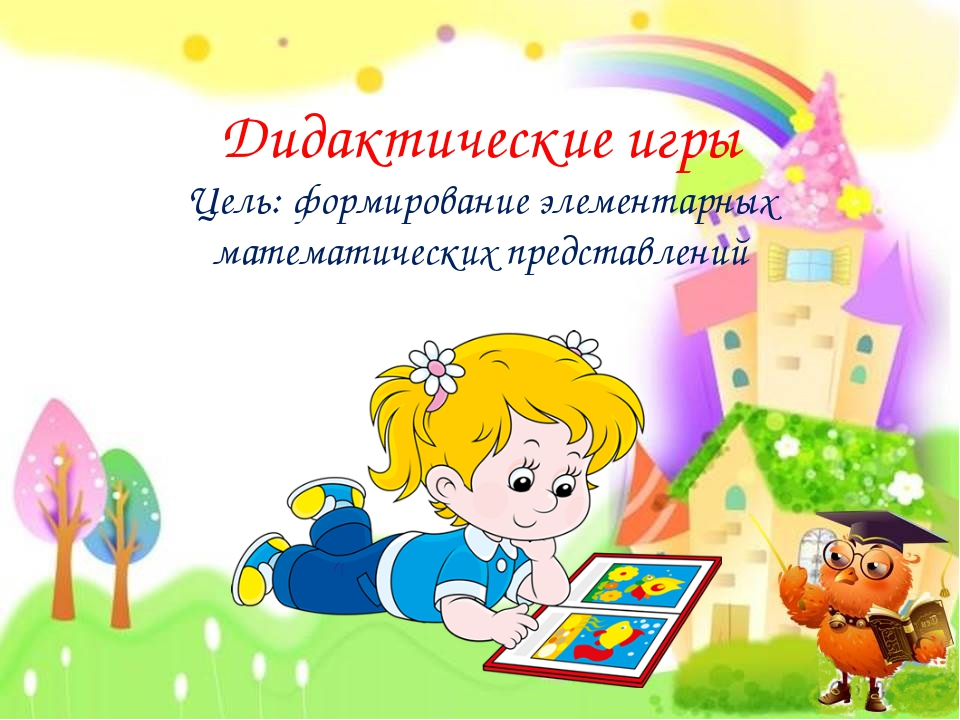 Дидактические игры
Цель: формирование элементарных
математических представлений